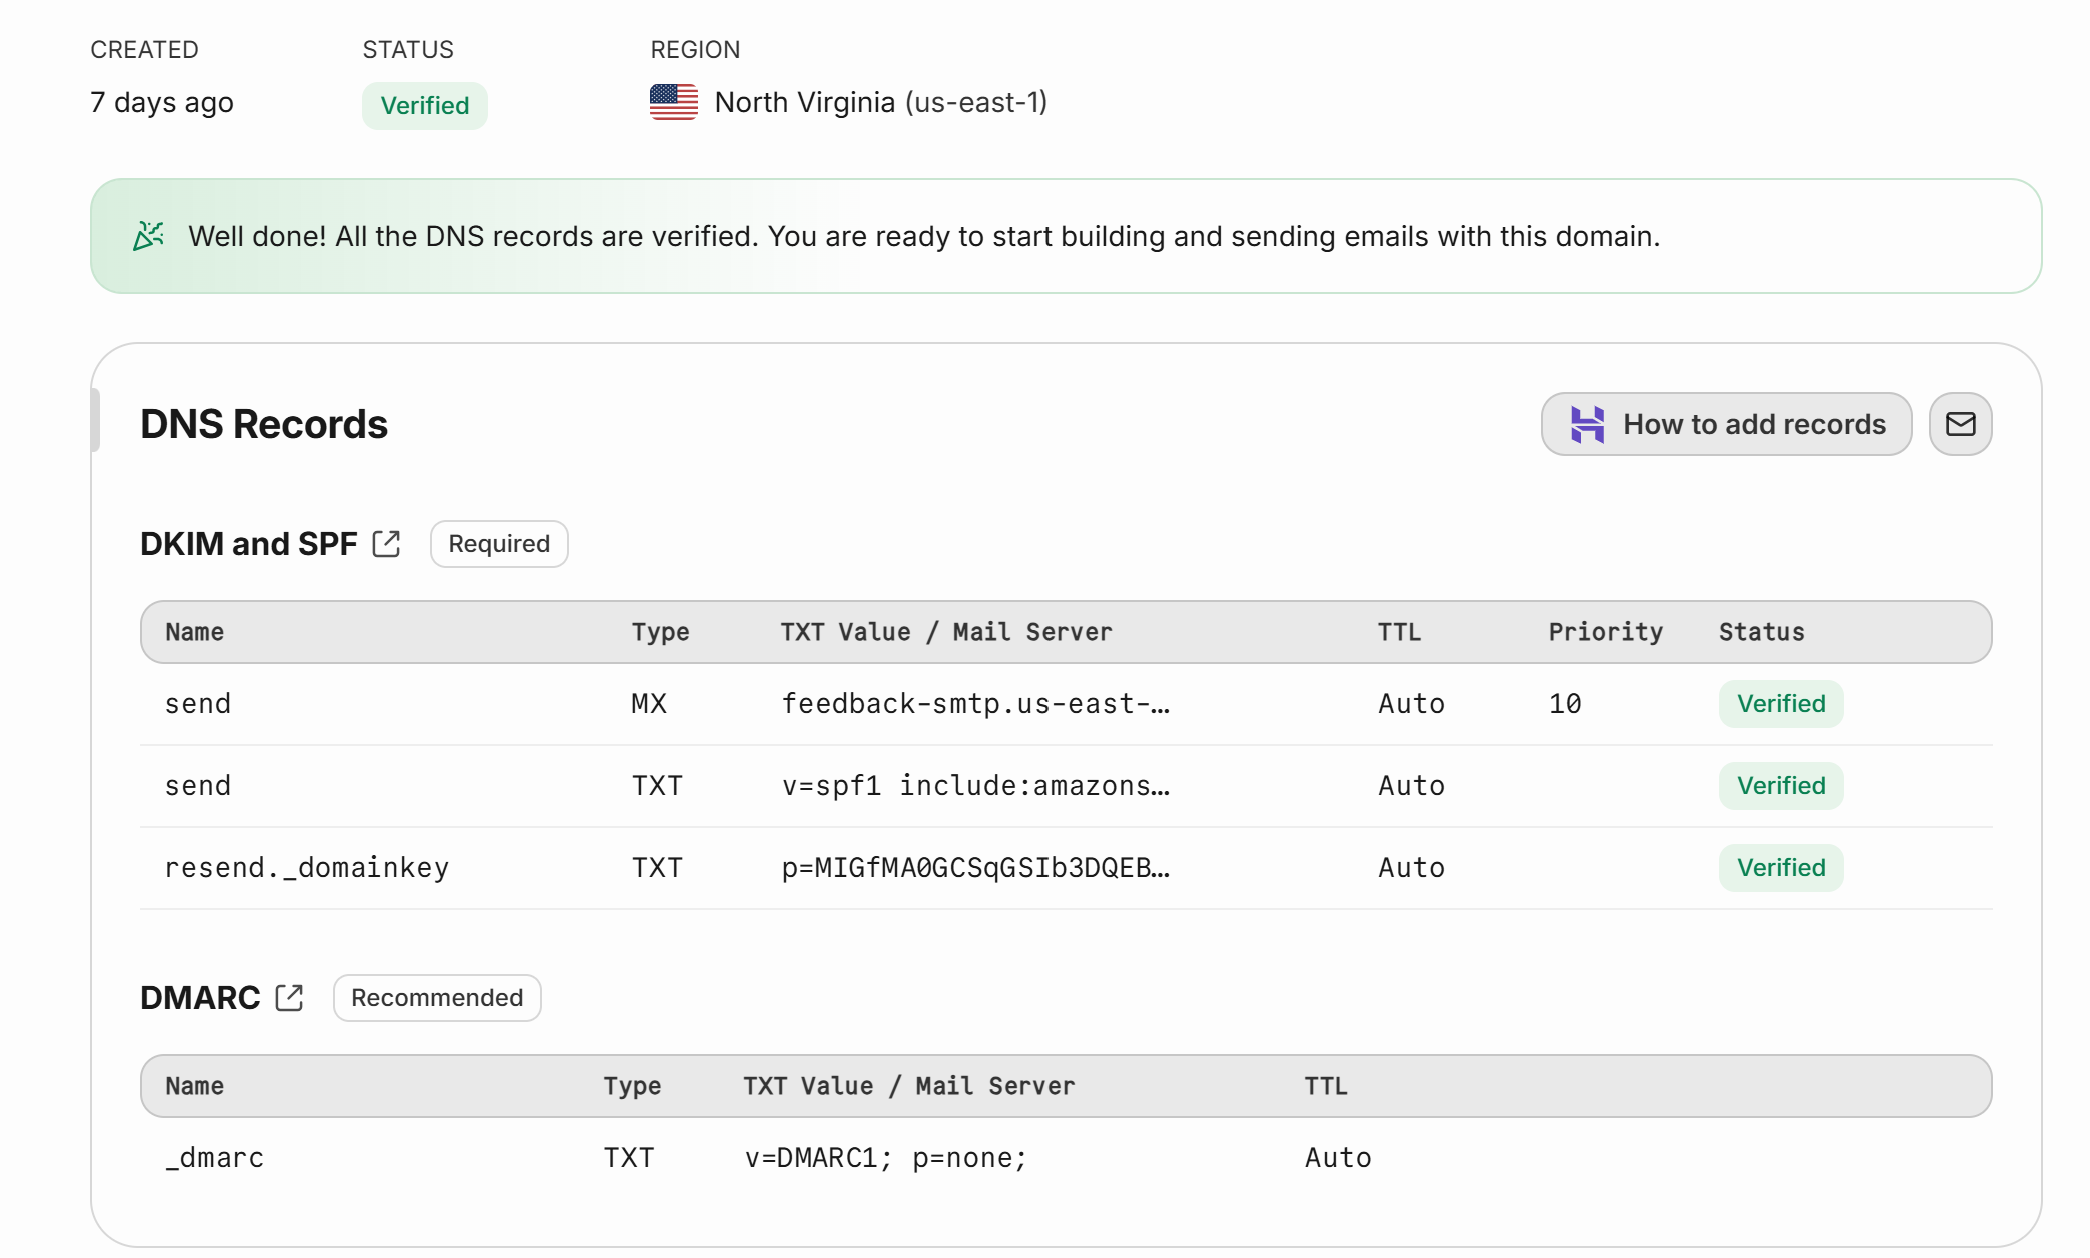 CREATED STATUS REGION
7 days ago Verified North Virginia (us-east-1)
Well done! All the DNS records are verified. You are ready to start building and sending emails with this domain.
DNS Records How to add records
DKIM and SPF Required
Name Type TXT Value / Mail Server TTL Priority Status
send MX feedback-smtp.us-east-… Auto 10 Verified
send TXT v=spf1 include:amazons… Auto Verified
resend._domainkey TXT p=MIGfMA0GCSqGSIb3DQEB… Auto Verified
DMARC Recommended
Name Type TXT Value / Mail Server TTL
_dmarc TXT v=DMARC1; p=none; Auto